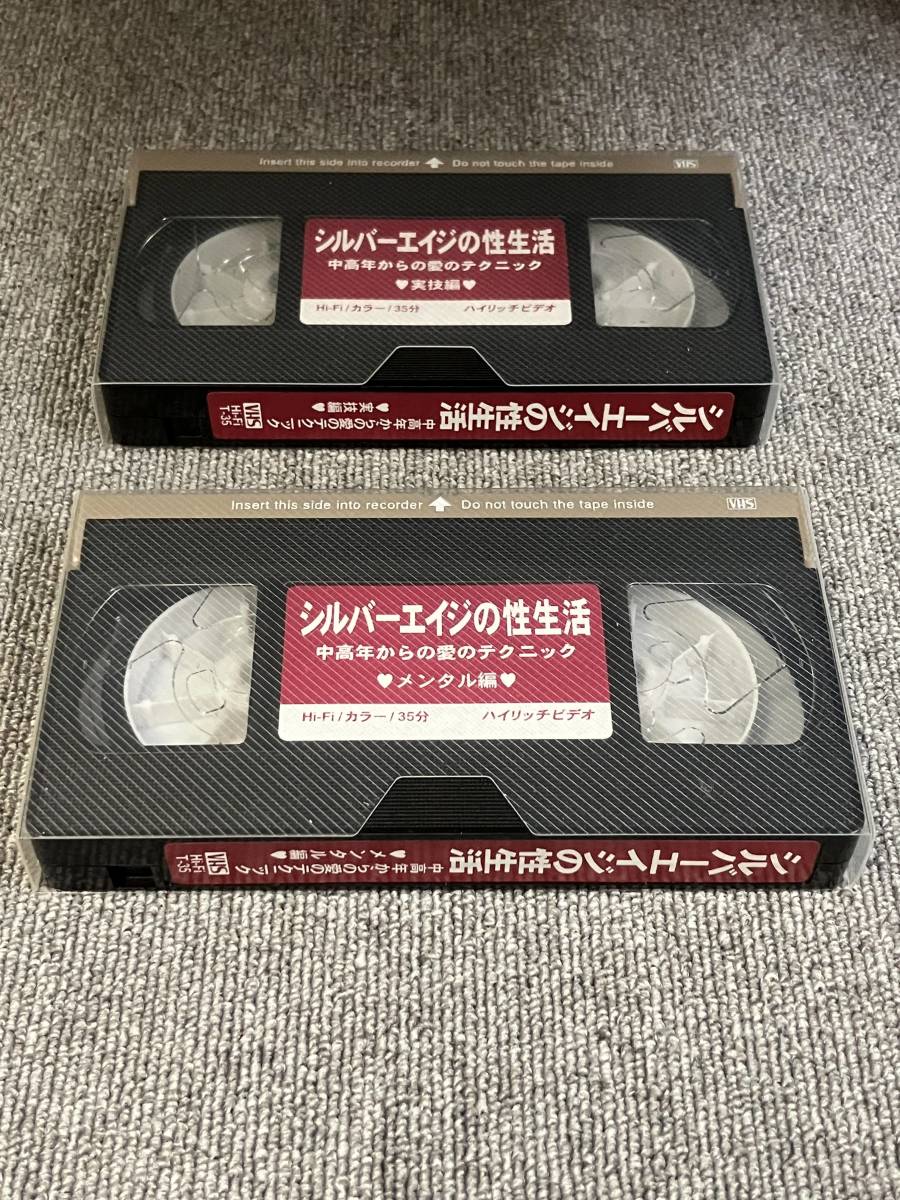 Insert this side into recorder ⬆ Do not touch the tape inside VHS
シルバーエイジの性生活
中高年からの愛のテクニック
♥実技編♥
Hi-Fi/カラー/35分 ハイリッチビデオ
シルバーエイジの性生活
中高年からの愛のテクニック
♥実技編♥
VHS
Hi-Fi
T-35
Insert this side into recorder ⬆ Do not touch the tape inside VHS
シルバーエイジの性生活
中高年からの愛のテクニック
♥メンタル編♥
Hi-Fi/カラー/35分 ハイリッチビデオ
シルバーエイジの性生活
中高年からの愛のテクニック
♥メンタル編♥
VHS
Hi-Fi
T-35